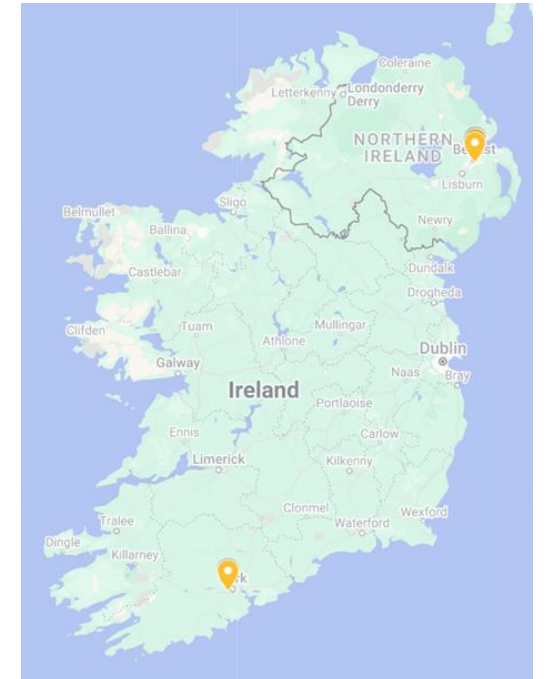 Coleraine
Letterkenny
Londonderry
Derry
NORTHERN
IRELAND
Lisburn
Belmullet
Sligo
Ballina
Newry
Castlebar
Dundalk
Drogheda
Clifden
Tuam
Mullingar
Athlone
Galway
Dublin
Naas
Bray
Ireland
Portlaoise
Ennis
Carlow
Limerick
Kilkenny
Clonmel
Wexford
Waterford
Tralee
Dingle
Killarney